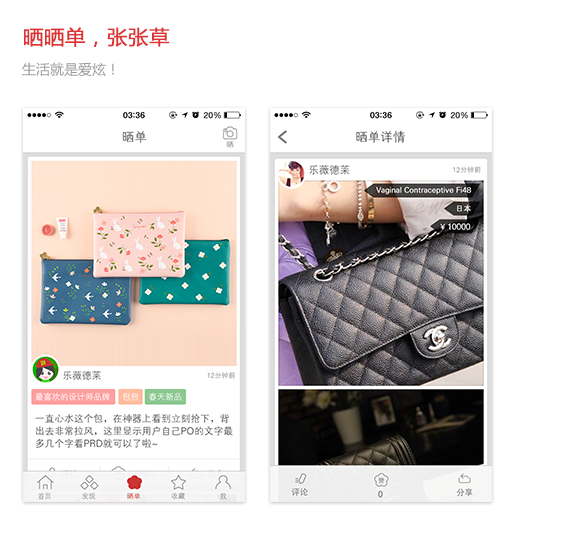 晒晒单，张张草
生活就是爱炫！
03:36
20%
晒单
晒
乐薇德茉
12分钟前
最喜欢的设计师品牌
包包
春天新品
一直心水这个包，在神器上看到立刻抢下，背
出去非常拉风，这里显示用户自己PO的文字最
多几个字看PRD就可以了啦~
首页
发现
晒单
收藏
我
03:36
20%
晒单详情
乐薇德茉
12分钟前
Vaginal Contraceptive Fi48
日本
¥ 10000
评论
赞
0
分享